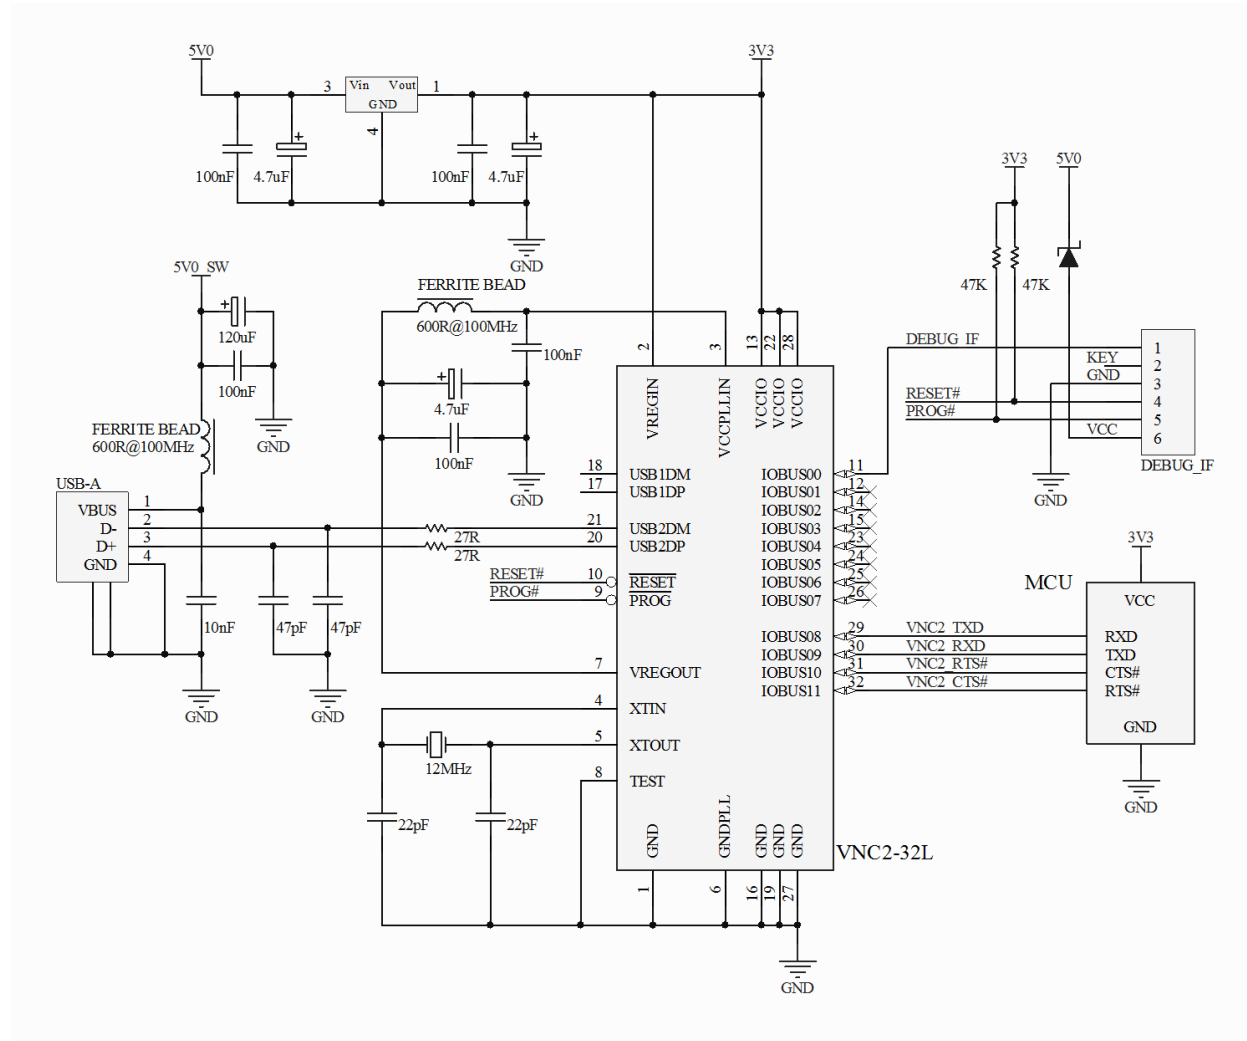 5V0
3V3
3
Vin
Vout
1
GND
4
100nF
4.7uF
100nF
4.7uF
GND
3V3
5V0
47K
47K
5V0_SW
120uF
100nF
GND
FERRITE BEAD
600R@100MHz
FERRITE BEAD
600R@100MHz
100nF
4.7uF
100nF
GND
2
3
13
22
28
VREGIN
VCCPLLIN
VCCIO
VCCIO
VCCIO
DEBUG_IF
1
KEY
2
GND
3
RESET#
4
PROG#
5
VCC
6
DEBUG_IF
GND
USB-A
VBUS
1
D-
2
D+
3
GND
4
27R
27R
10nF
47pF
47pF
GND
GND
18
USB1DM
17
USB1DP
21
USB2DM
20
USB2DP
RESET#
10
RESET
PROG#
9
PROG
7
VREGOUT
4
XTIN
5
XTOUT
8
TEST
12MHz
22pF
22pF
IOBUS00
11
IOBUS01
12
IOBUS02
14
IOBUS03
15
IOBUS04
23
IOBUS05
24
IOBUS06
25
IOBUS07
26
IOBUS08
29
VNC2_TXD
IOBUS09
30
VNC2_RXD
IOBUS10
31
VNC2_RTS#
IOBUS11
32
VNC2_CTS#
3V3
MCU
VCC
RXD
TXD
CTS#
RTS#
GND
GND
GND
GNDPLL
GND
GND
GND
VNC2-32L
1
6
16
19
27
GND